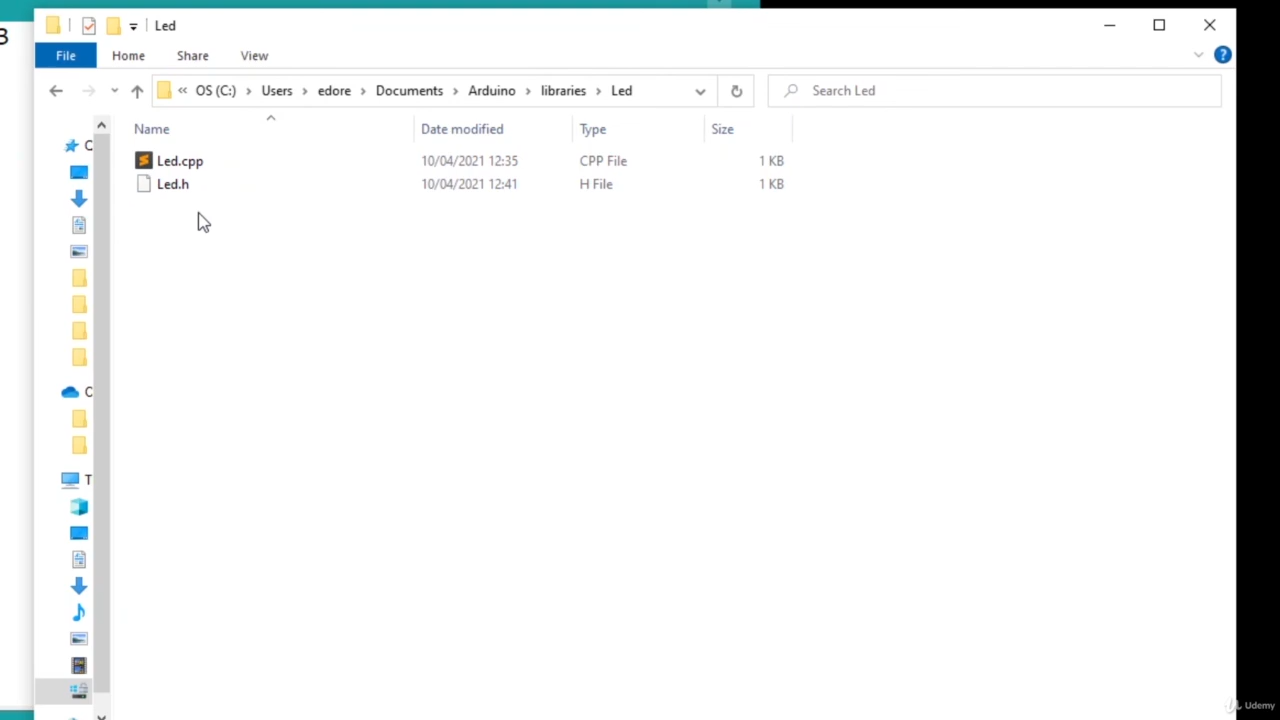 3
Led
File Home Share View
OS (C:) Users edore Documents Arduino libraries Led
Search Led
Name Date modified Type Size
Led.cpp 10/04/2021 12:35 CPP File 1 KB
Led.h 10/04/2021 12:41 H File 1 KB
C
C
T
Udemy